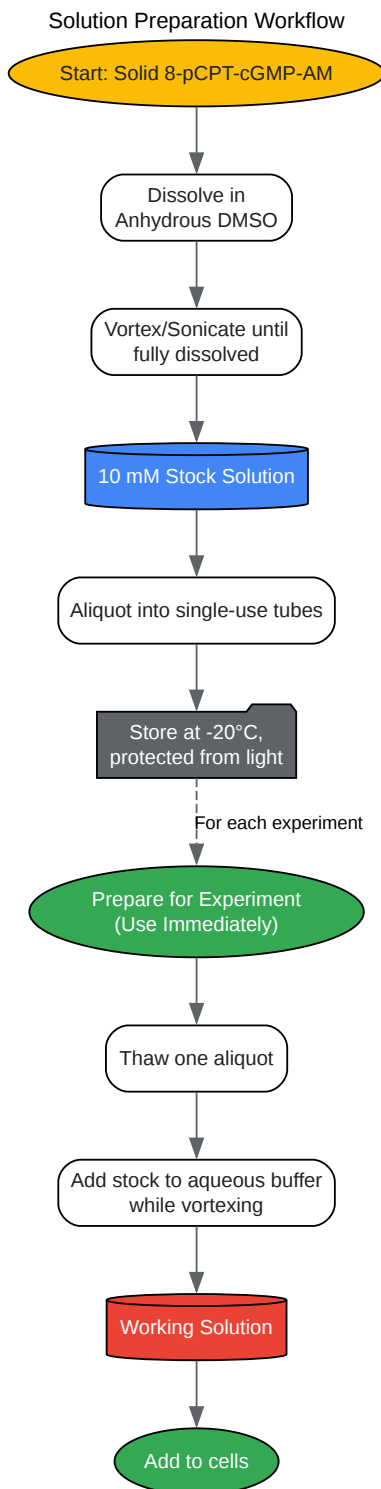 Solution Preparation Workflow
Start: Solid 8-pCPT-cGMP-AM
Dissolve in
Anhydrous DMSO
Vortex/Sonicate until
fully dissolved
10 mM Stock Solution
Aliquot into single-use tubes
Store at -20°C,
protected from light
For each experiment
Prepare for Experiment
(Use Immediately)
Thaw one aliquot
Add stock to aqueous buffer
while vortexing
Working Solution
Add to cells